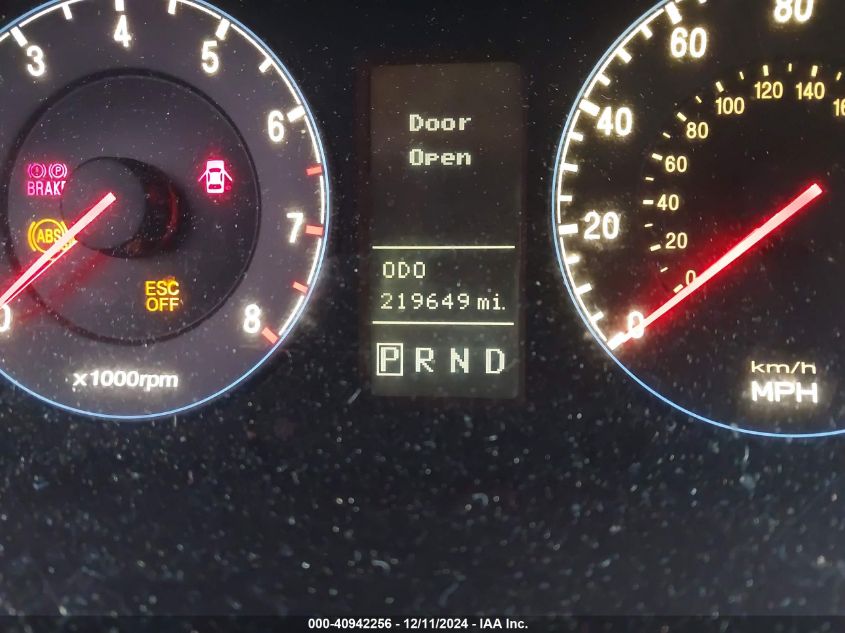 3 4 5 6 7 8 0
x1000rpm
BRAKE
ABS
ESC
OFF
Door
Open
ODO
219649 mi.
P R N D
0 20 40 60 80
0 20 40 60 80 100 120 140
km/h
MPH
000-40942256 - 12/11/2024 - IAA Inc.